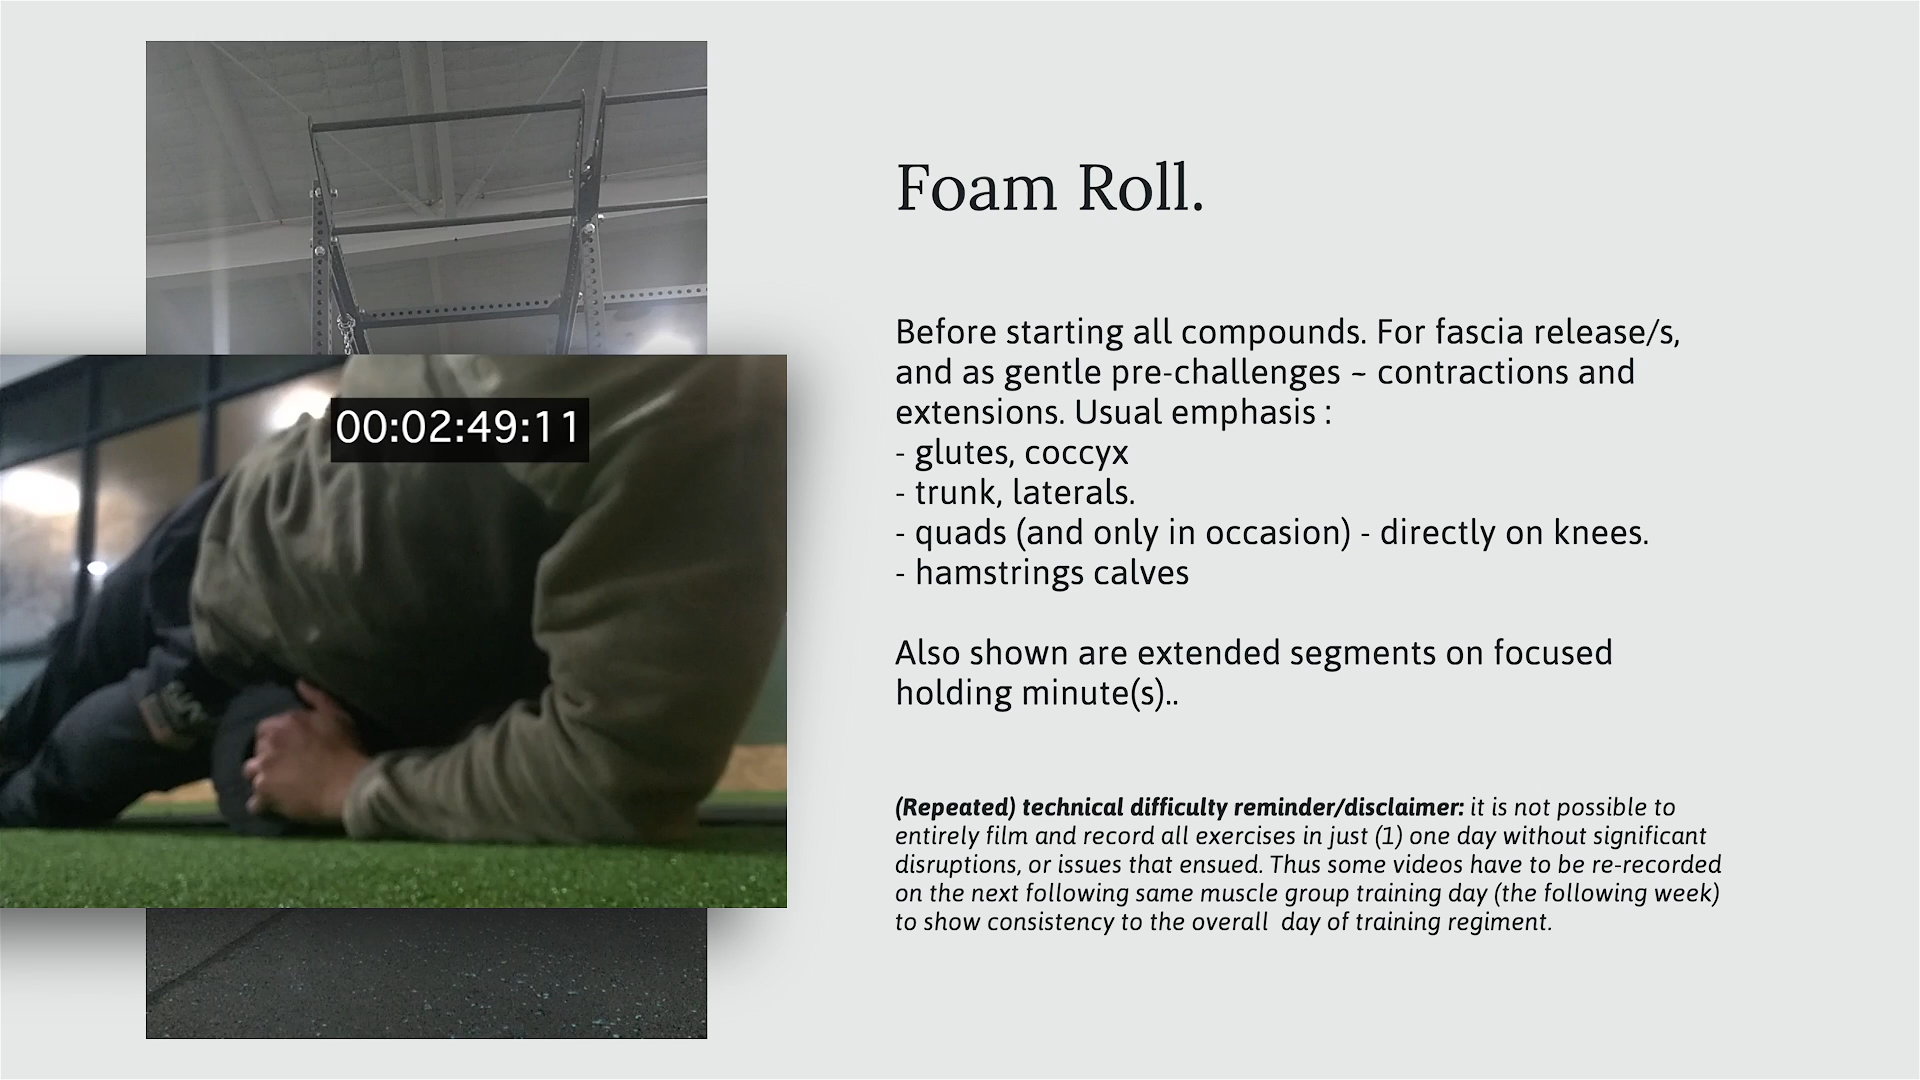 Foam Roll.
00:02:49:11
Before starting all compounds. For fascia release/s,
and as gentle pre-challenges ~ contractions and
extensions. Usual emphasis :
- glutes, coccyx
- trunk, laterals.
- quads (and only in occasion) - directly on knees.
- hamstrings calves
Also shown are extended segments on focused
holding minute(s)..
(Repeated) technical difficulty reminder/disclaimer: it is not possible to
entirely film and record all exercises in just (1) one day without significant
disruptions, or issues that ensued. Thus some videos have to be re-recorded
on the next following same muscle group training day (the following week)
to show consistency to the overall  day of training regiment.